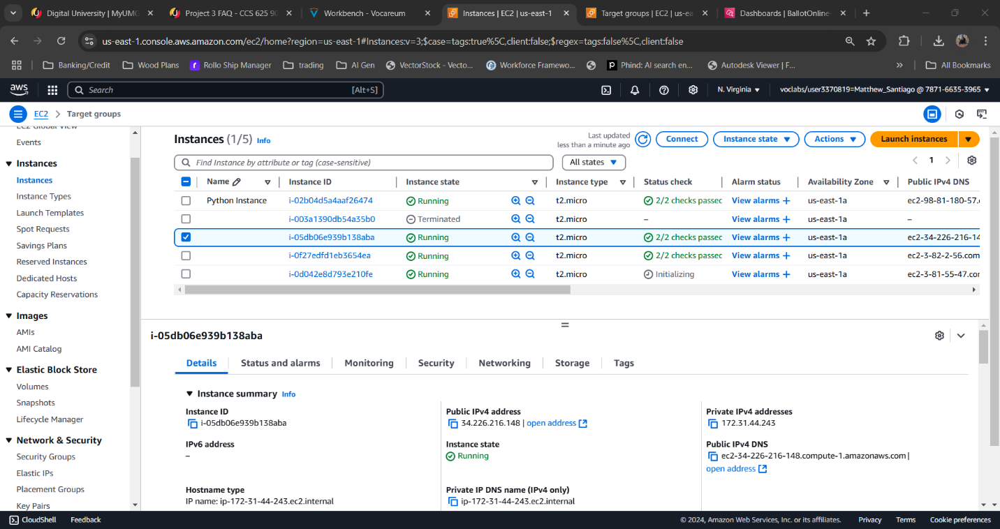 Digital University | MyUMG
Project 3 FAQ - CCS 625 90
Workbench - Vocareum
Instances | EC2 | us-east-1
Target groups | EC2 | us-ea
Dashboards | BallotOnline-
us-east-1.console.aws.amazon.com/ec2/home?region=us-east-1#Instances:v=3;$case=tags:true%5C,client:false;$regex=tags:false%5C,client:false
Banking/Credit
Wood Plans
Rollo Ship Manager
trading
AI Gen
VectorStock - Vecto...
Workforce Framewo...
Phind: AI search en...
Autodesk Viewer | F...
»
All Bookmarks
aws
Search
[Alt+S]
N. Virginia
voclabs/user3370819=Matthew_Santiago @ 7871-6635-3965
EC2 > Target groups
EC2 Global View
Events
Instances
Instances
Instance Types
Launch Templates
Spot Requests
Savings Plans
Reserved Instances
Dedicated Hosts
Capacity Reservations
Images
AMIs
AMI Catalog
Elastic Block Store
Volumes
Snapshots
Lifecycle Manager
Network & Security
Security Groups
Elastic IPs
Placement Groups
Key Pairs
Instances (1/5) Info
Last updated
less than a minute ago
Connect
Instance state
Actions
Launch instances
Find Instance by attribute or tag (case-sensitive)
All states
1
Name Instance ID Instance state Instance type Status check Alarm status Availability Zone Public IPv4 DNS
Python Instance i-02b04d5a4aaf26474 Running t2.micro 2/2 checks passed View alarms + us-east-1a ec2-98-81-180-57.
i-003a1390db54a35b0 Terminated t2.micro – View alarms + us-east-1a –
i-05db06e939b138aba Running t2.micro 2/2 checks passed View alarms + us-east-1a ec2-34-226-216-14
i-0f27edfd1eb3654ea Running t2.micro 2/2 checks passed View alarms + us-east-1a ec2-3-82-2-56.com
i-0d042e8d793e210fe Running t2.micro Initializing View alarms + us-east-1a ec2-3-81-55-47.cor
i-05db06e939b138aba
Details
Status and alarms
Monitoring
Security
Networking
Storage
Tags
Instance summary Info
Instance ID
i-05db06e939b138aba
Public IPv4 address
34.226.216.148 | open address
Private IPv4 addresses
172.31.44.243
IPv6 address
–
Instance state
Running
Public IPv4 DNS
ec2-34-226-216-148.compute-1.amazonaws.com |
open address
Hostname type
IP name: ip-172-31-44-243.ec2.internal
Private IP DNS name (IPv4 only)
ip-172-31-44-243.ec2.internal
CloudShell
Feedback
© 2024, Amazon Web Services, Inc. or its affiliates.
Privacy
Terms
Cookie preferences